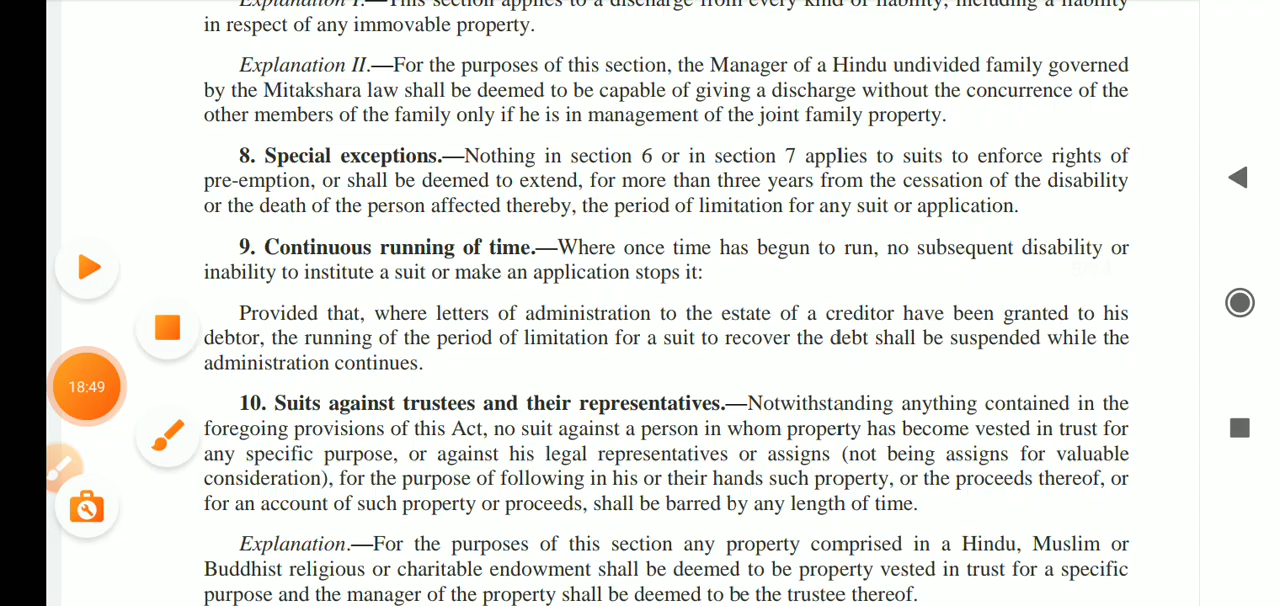 Explanation I.—This section applies to a discharge from every kind of liability, including a liability
in respect of any immovable property.
Explanation II.—For the purposes of this section, the Manager of a Hindu undivided family governed
by the Mitakshara law shall be deemed to be capable of giving a discharge without the concurrence of the
other members of the family only if he is in management of the joint family property.
8. Special exceptions.—Nothing in section 6 or in section 7 applies to suits to enforce rights of
pre-emption, or shall be deemed to extend, for more than three years from the cessation of the disability
or the death of the person affected thereby, the period of limitation for any suit or application.
9. Continuous running of time.—Where once time has begun to run, no subsequent disability or
inability to institute a suit or make an application stops it:
Provided that, where letters of administration to the estate of a creditor have been granted to his
debtor, the running of the period of limitation for a suit to recover the debt shall be suspended while the
administration continues.
18:49
10. Suits against trustees and their representatives.—Notwithstanding anything contained in the
foregoing provisions of this Act, no suit against a person in whom property has become vested in trust for
any specific purpose, or against his legal representatives or assigns (not being assigns for valuable
consideration), for the purpose of following in his or their hands such property, or the proceeds thereof, or
for an account of such property or proceeds, shall be barred by any length of time.
Explanation.—For the purposes of this section any property comprised in a Hindu, Muslim or
Buddhist religious or charitable endowment shall be deemed to be property vested in trust for a specific
purpose and the manager of the property shall be deemed to be the trustee thereof.